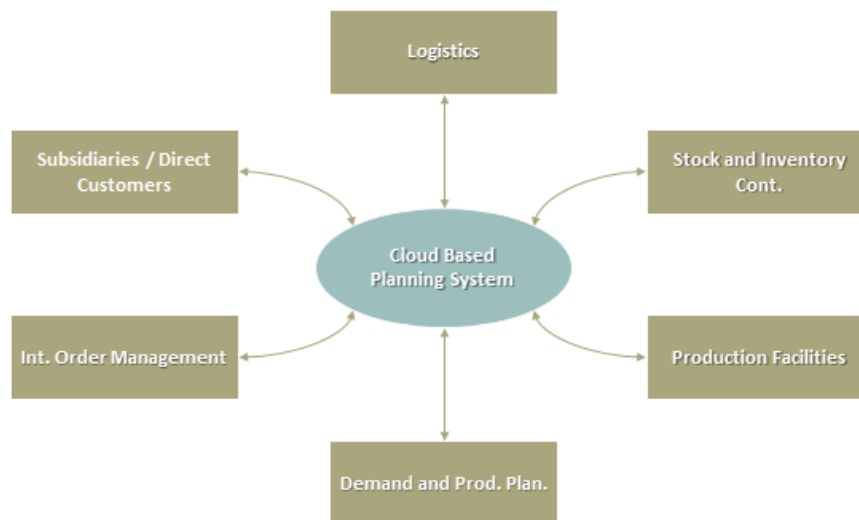 Logistics
Subsidiaries / Direct
Customers
Stock and Inventory
Cont.
Cloud Based
Planning System
Int. Order Management
Production Facilities
Demand and Prod. Plan.